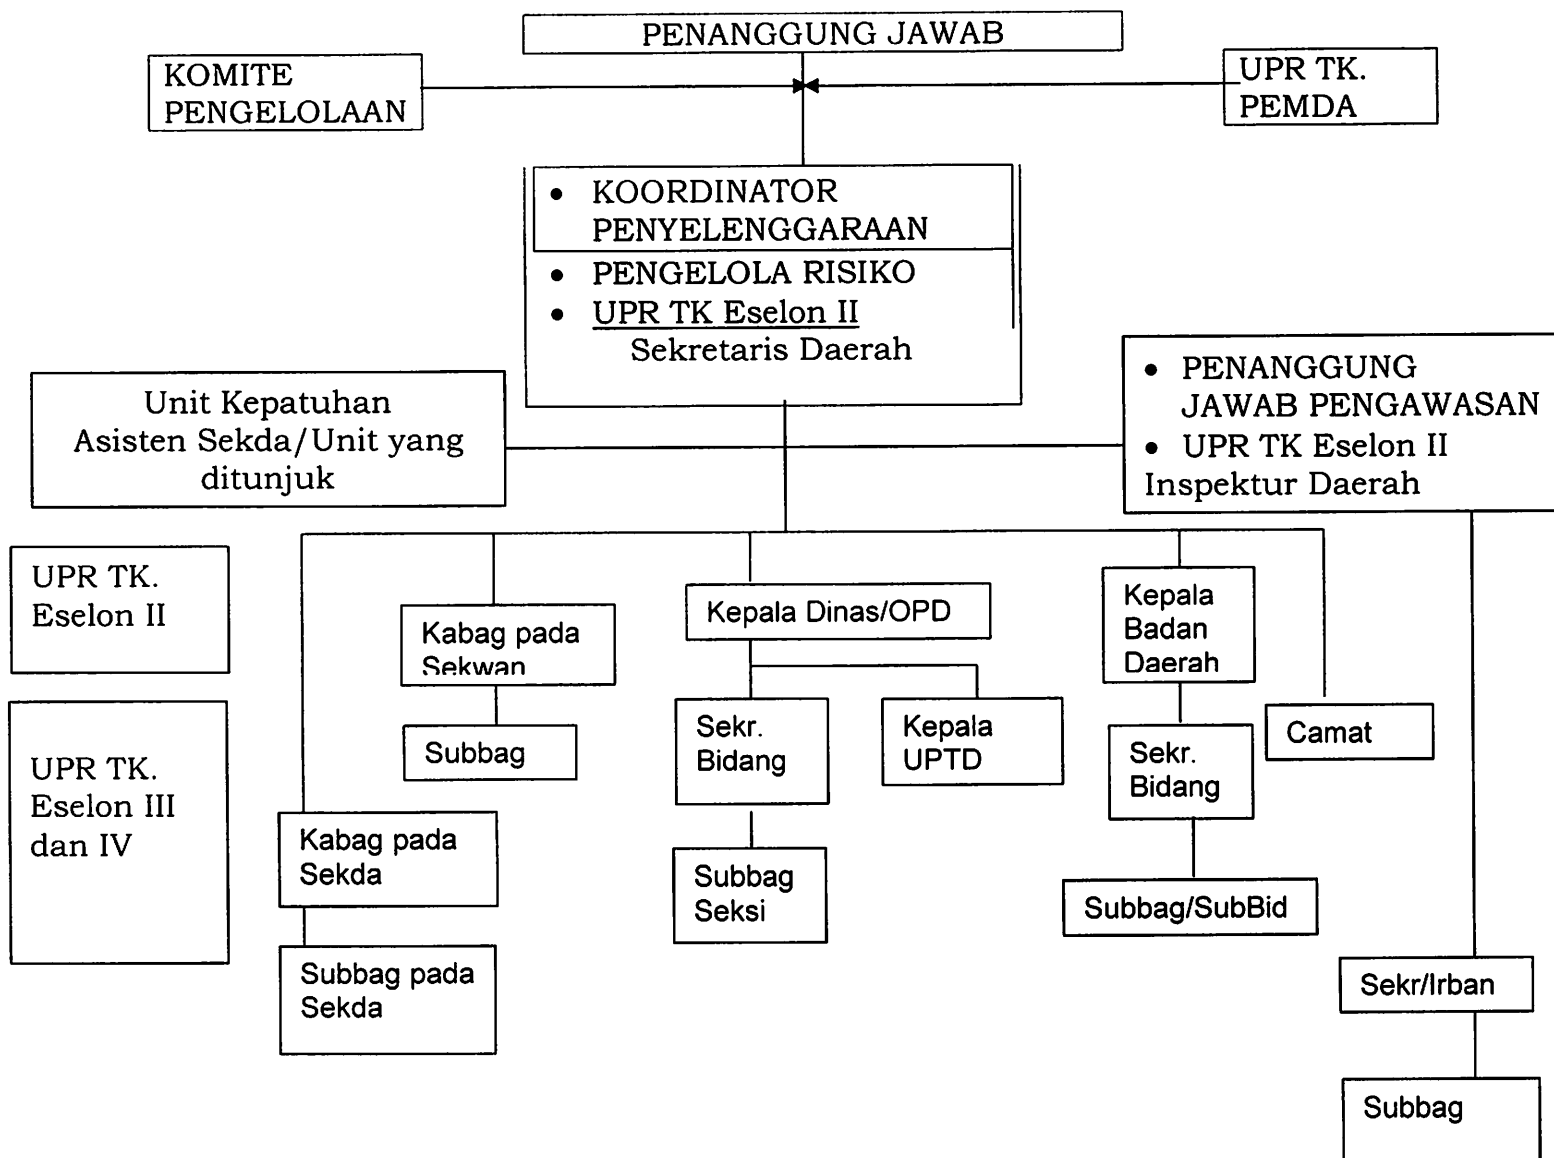 PENANGGUNG JAWAB
KOMITE
PENGELOLAAN
UPR TK.
PEMDA
• KOORDINATOR
PENYELENGGARAAN
• PENGELOLA RISIKO
• UPR TK Eselon II
Sekretaris Daerah
Unit Kepatuhan
Asisten Sekda/Unit yang
ditunjuk
• PENANGGUNG
JAWAB PENGAWASAN
• UPR TK Eselon II
Inspektur Daerah
UPR TK.
Eselon II
Kabag pada
Sekwan
Kepala Dinas/OPD
Kepala
Badan
Daerah
UPR TK.
Eselon III
dan IV
Subbag
Sekr.
Bidang
Kepala
UPTD
Sekr.
Bidang
Camat
Kabag pada
Sekda
Subbag
Seksi
Subbag/SubBid
Subbag pada
Sekda
Sekr/Irban
Subbag